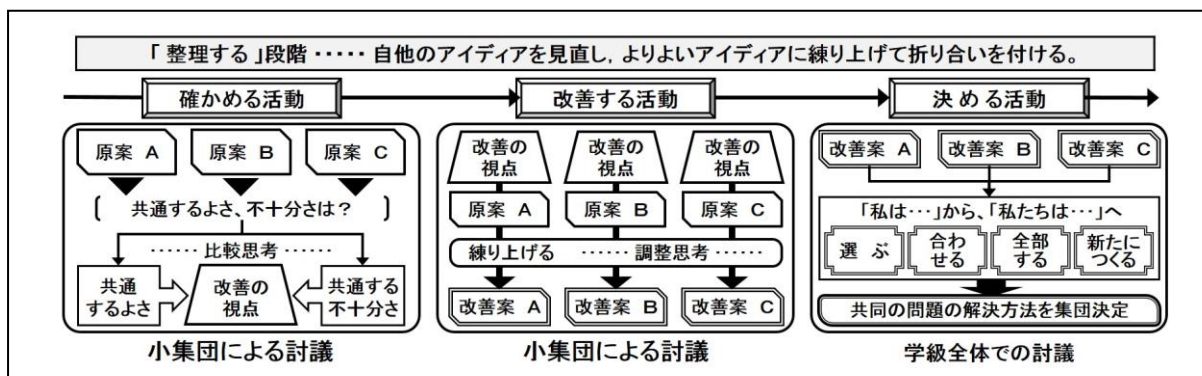 「 整理する 」段階 ‥‥‥ 自他のアイディアを見直し，よりよいアイディアに練り上げて折り合いを付ける。
確かめる活動
原案 A
原案 B
原案 C
共通するよさ、不十分さは？
‥‥‥ 比較思考 ‥‥‥
共通
するよさ
改善の
視点
共通する
不十分さ
小集団による討議
改善する活動
改善の
視点
改善の
視点
改善の
視点
原案 A
原案 B
原案 C
練り上げる ‥‥‥ 調整思考 ‥‥‥
改善案 A
改善案 B
改善案 C
小集団による討議
決める活動
改善案 A
改善案 B
改善案 C
「私は…」から、「私たちは…」へ
選 ぶ
合わ
せる
全部
する
新たに
つくる
共同の問題の解決方法を集団決定
学級全体での討議